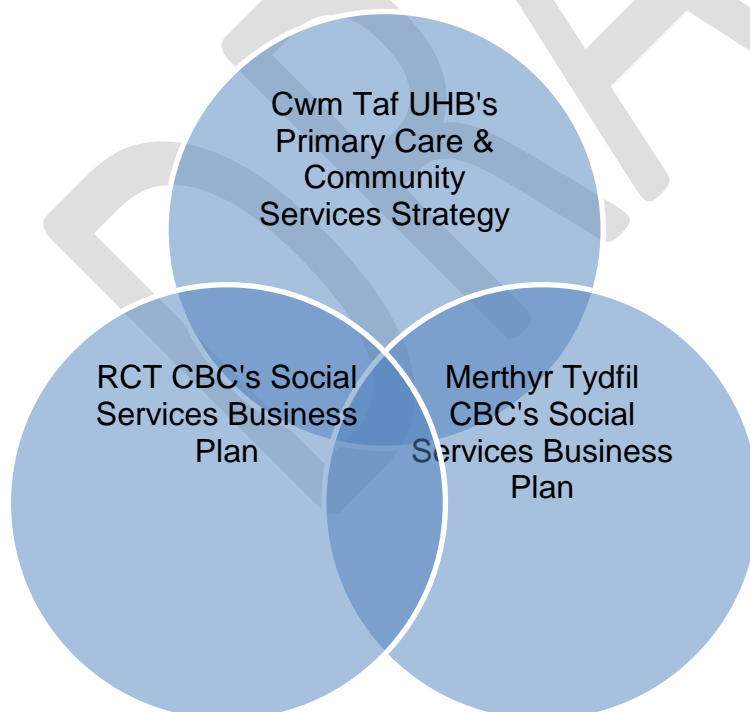 Cwm Taf UHB's
Primary Care &
Community
Services Strategy
RCT CBC's Social
Services Business
Plan
Merthyr Tydfil
CBC's Social
Services Business
Plan